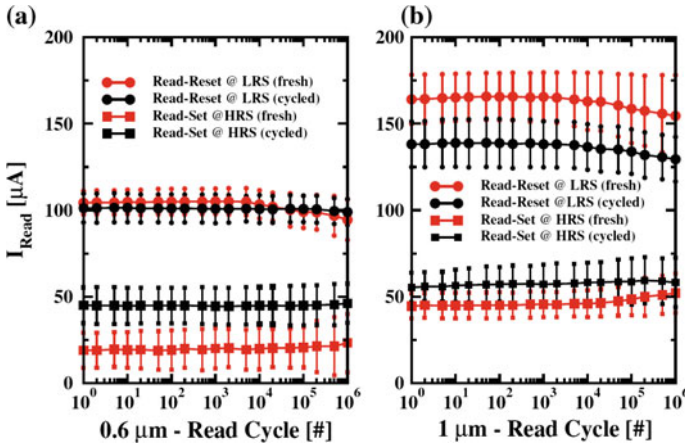 (a)
(b)
200
150
100
50
0
I_Read [μA]
Read-Reset @ LRS (fresh)
Read-Reset @ LRS (cycled)
Read-Set @HRS (fresh)
Read-Set @ HRS (cycled)
10^0 10^1 10^2 10^3 10^4 10^5 10^6
0.6 μm - Read Cycle [#]
200
150
100
50
0
Read-Reset @ LRS (fresh)
Read-Reset @LRS (cycled)
Read-Set @ HRS (fresh)
Read-Set @ HRS (cycled)
10^0 10^1 10^2 10^3 10^4 10^5 10^6
1 μm - Read Cycle [#]